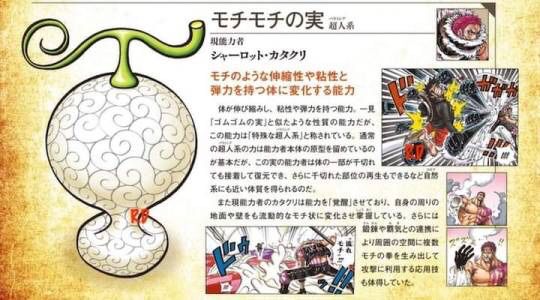 モチモチの実 超人系
パラミシア
現能力者
シャーロット・カタクリ
モチのような伸縮性や粘性と
弾力を持つ体に変化する能力
体が伸び縮みし、粘性や弾力を持つ能力。一見
『ゴムゴムの実』と似たような性質の能力だが、
この能力は「特殊な超人系」と称されている。通常
の超人系の力は能力者本体の原型を留めているの
が基本だが、この実の能力者は体の一部が千切れ
ても接着して復元でき、さらに千切れた部位の再生もできるなど自然
系にも近い体質を得られるのだ。
また現能力者のカタクリは能力を「覚醒」させており、自身の周りの
地面や壁をも流動的なモチ状に変化させ掌握している。さらには
鍛錬や覇気との連携に
より周囲の空間に複数
モチの拳を生み出して
攻撃に利用する応用技
も体得している。
流れモチ!!
RD
RD